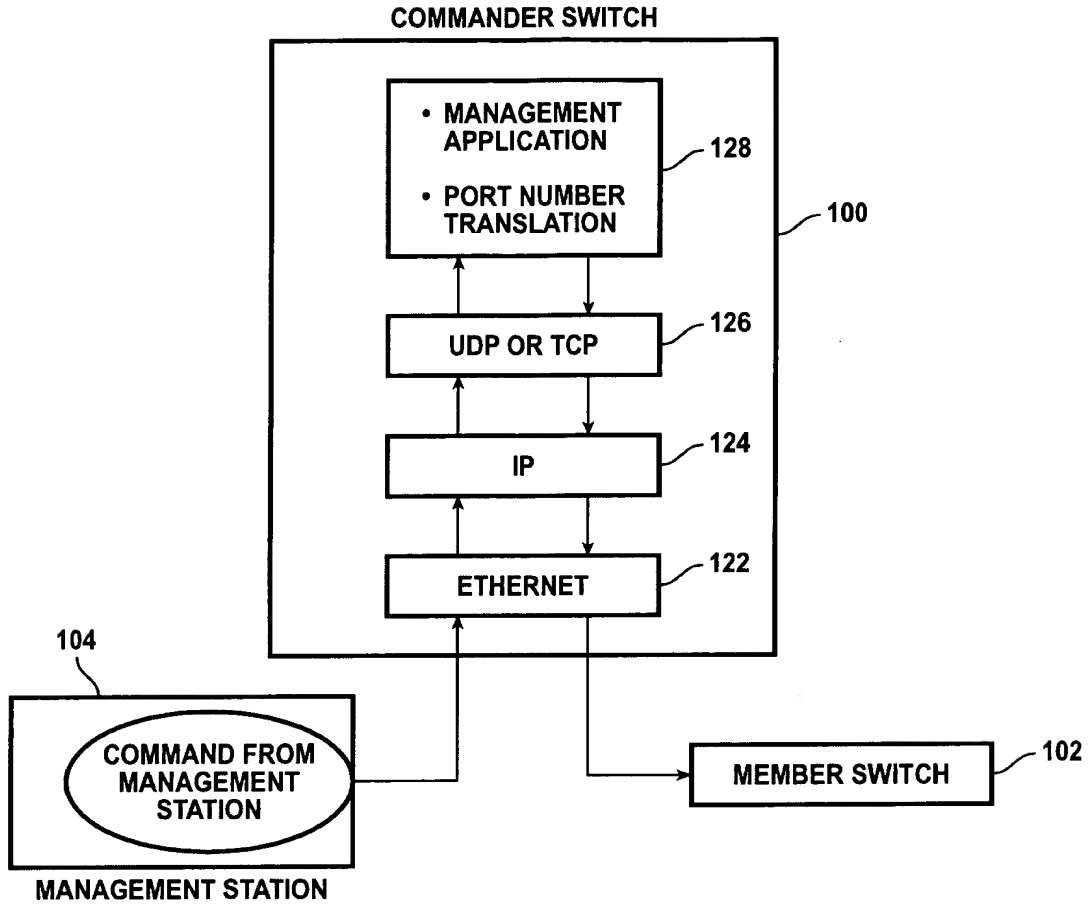 COMMANDER SWITCH
• MANAGEMENT
APPLICATION
• PORT NUMBER
TRANSLATION
128
100
UDP OR TCP
126
IP
124
ETHERNET
122
104
COMMAND FROM
MANAGEMENT
STATION
MANAGEMENT STATION
MEMBER SWITCH
102